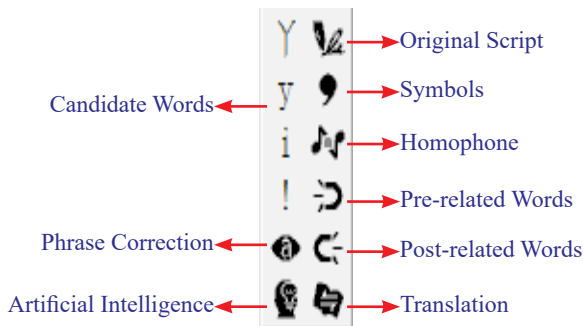 Y Original Script
Candidate Words y Symbols
i Homophone
! Pre-related Words
Phrase Correction a Post-related Words
Artificial Intelligence Translation